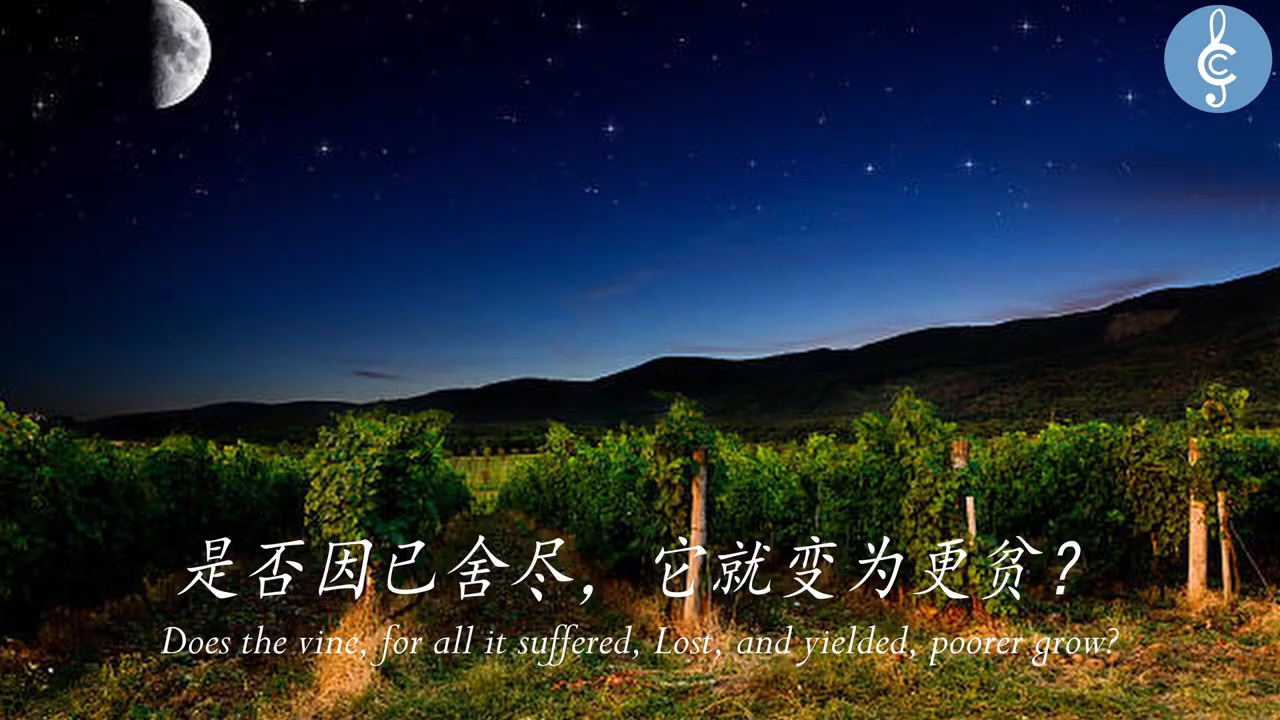 是否因已舍尽，它就变为更贫？
Does the vine, for all it suffered, Lost, and yielded, poorer grow?